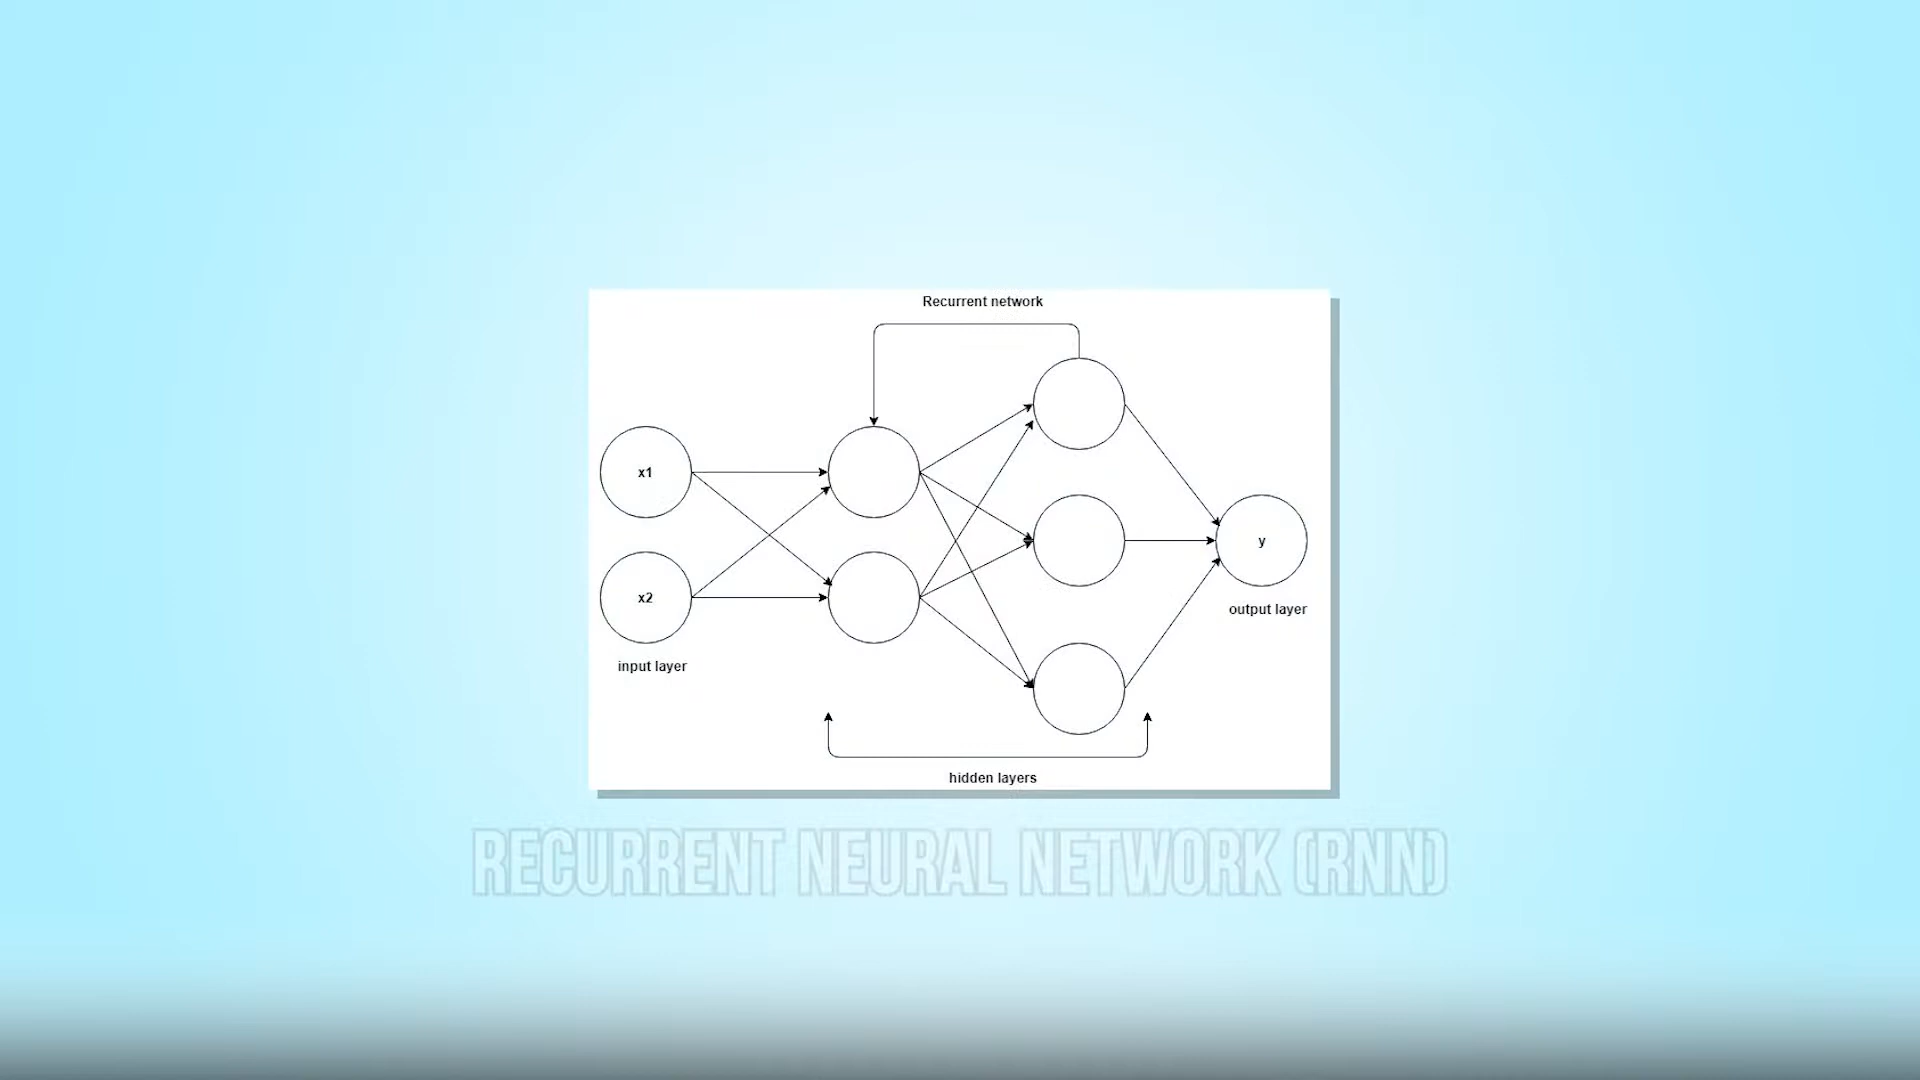 Recurrent network
x1
x2
y
output layer
input layer
hidden layers
RECURRENT NEURAL NETWORK (RNN)